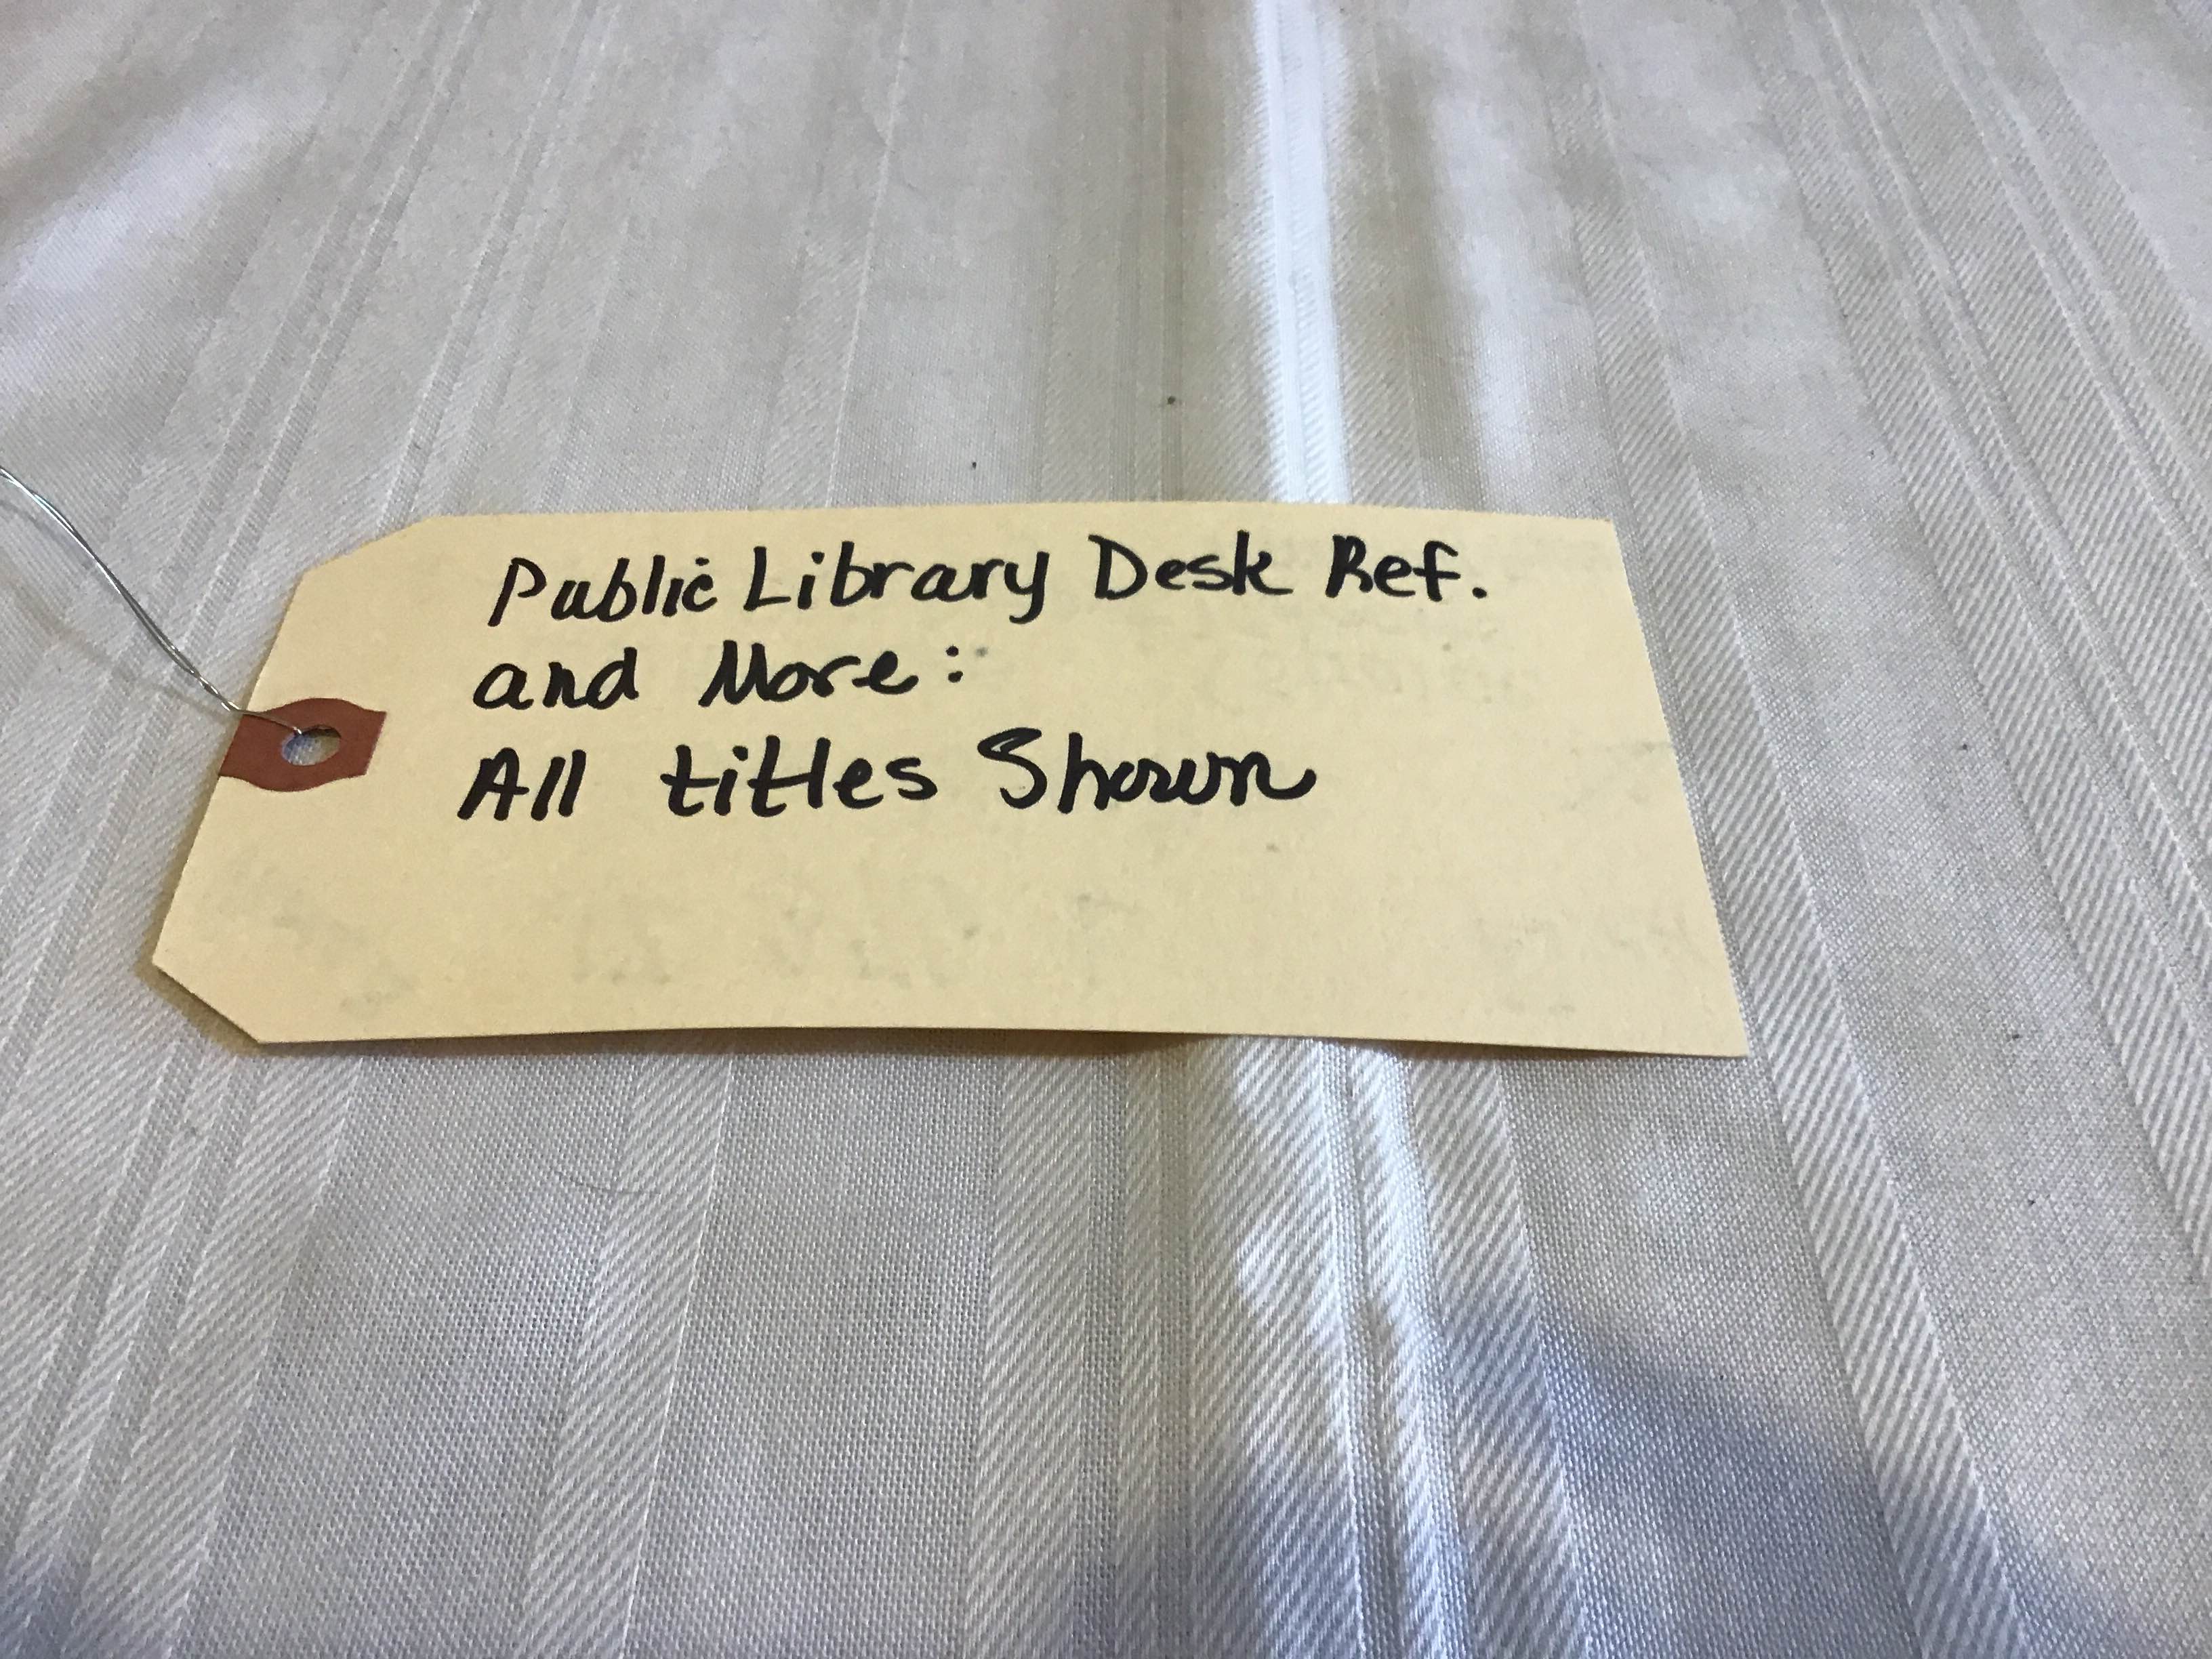 Public Library Desk Ref.
and More:
All titles Shown